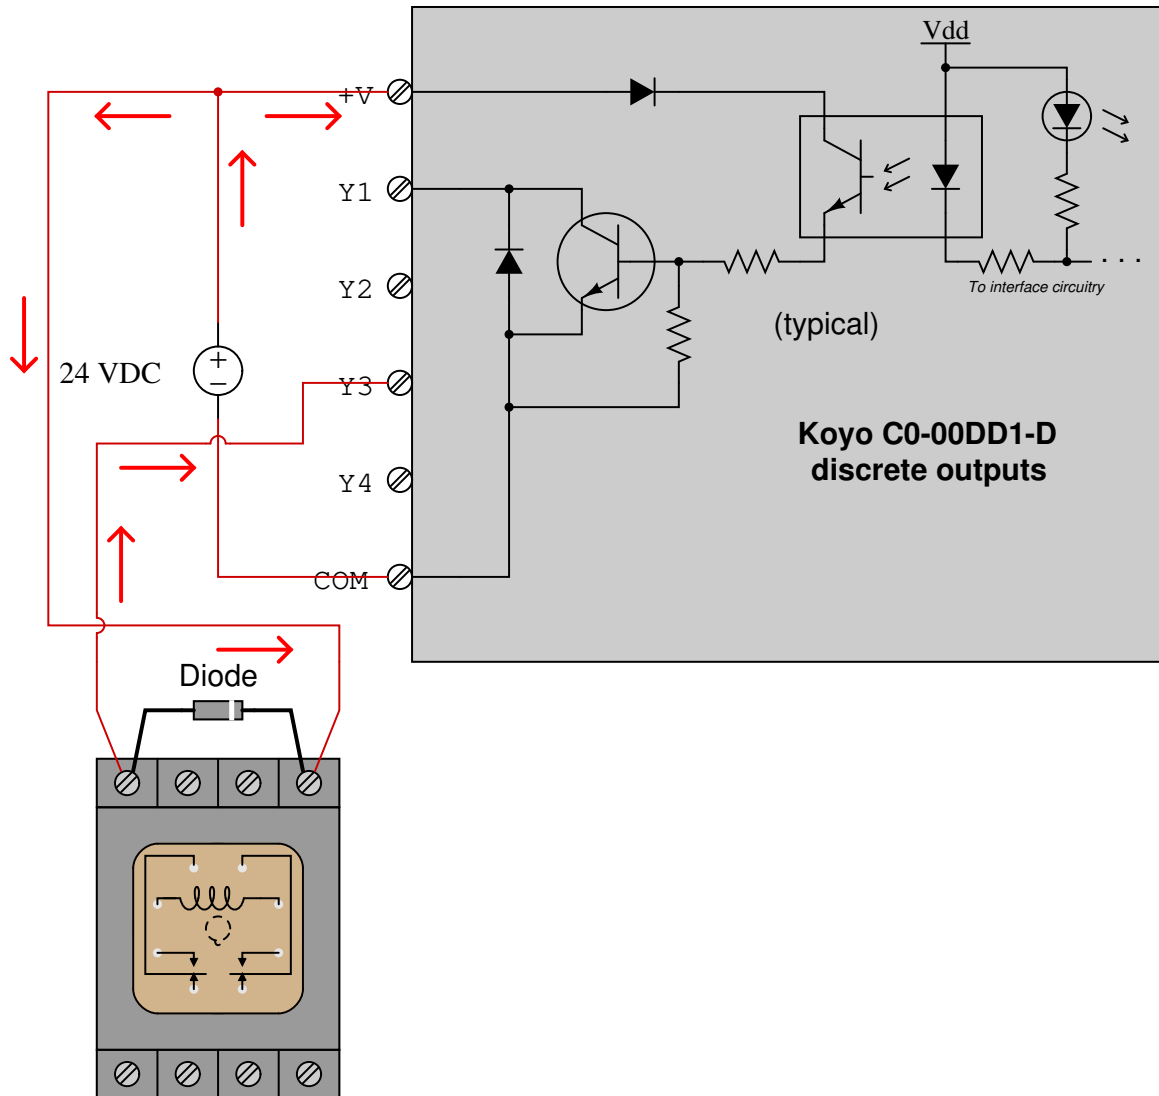 Vdd
+V
Y1
Y2
To interface circuitry
(typical)
24 VDC
+
−
Y3
Koyo C0-00DD1-D
discrete outputs
Y4
COM
Diode